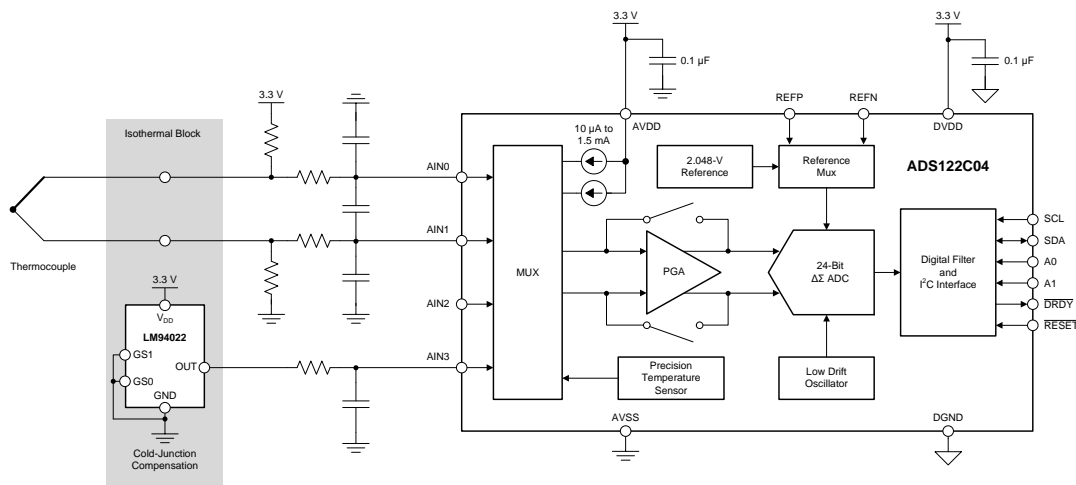 3.3 V
0.1 µF
3.3 V
0.1 µF
3.3 V
Isothermal Block
REFP
REFN
10 µA to
1.5 mA
AVDD
DVDD
2.048-V
Reference
Reference
Mux
ADS122C04
AIN0
AIN1
AIN2
AIN3
Thermocouple
MUX
PGA
24-Bit
ΔΣ ADC
Digital Filter
and
I²C Interface
SCL
SDA
A0
A1
DRDY
RESET
3.3 V
VDD
LM94022
GS1
GS0
OUT
GND
Cold-Junction
Compensation
Precision
Temperature
Sensor
Low Drift
Oscillator
AVSS
DGND